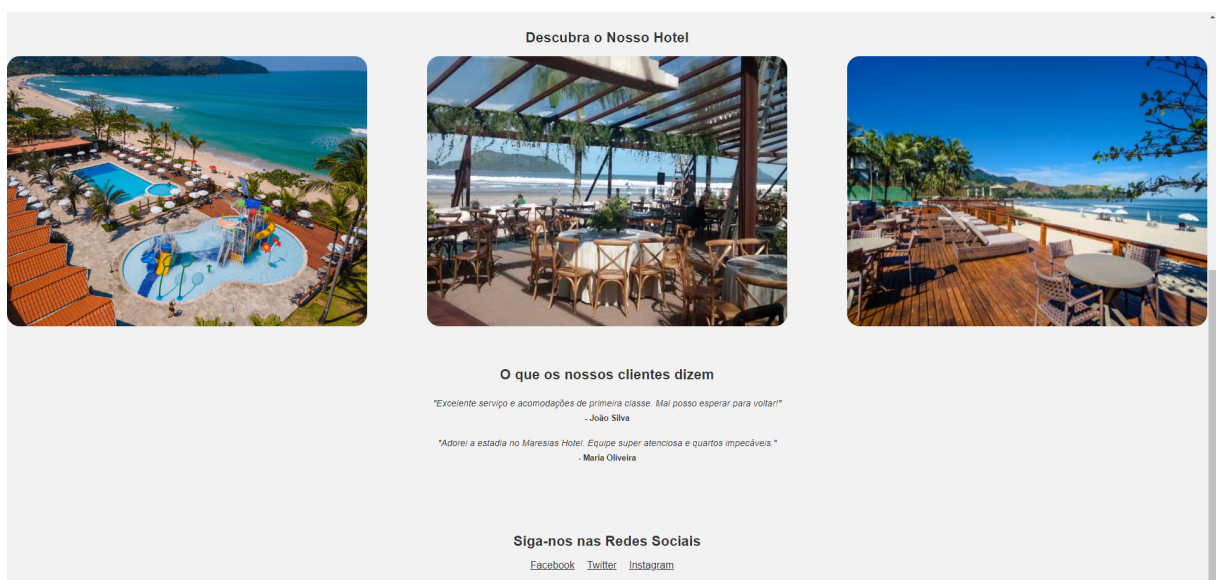 Descubra o Nosso Hotel
O que os nossos clientes dizem
"Excelente serviço e acomodações de primeira classe. Mal posso esperar para voltar!"
- João Silva
"Adorei a estadia no Maresias Hotel. Equipe super atenciosa e quartos impecáveis."
- Maria Oliveira
Siga-nos nas Redes Sociais
Facebook Twitter Instagram